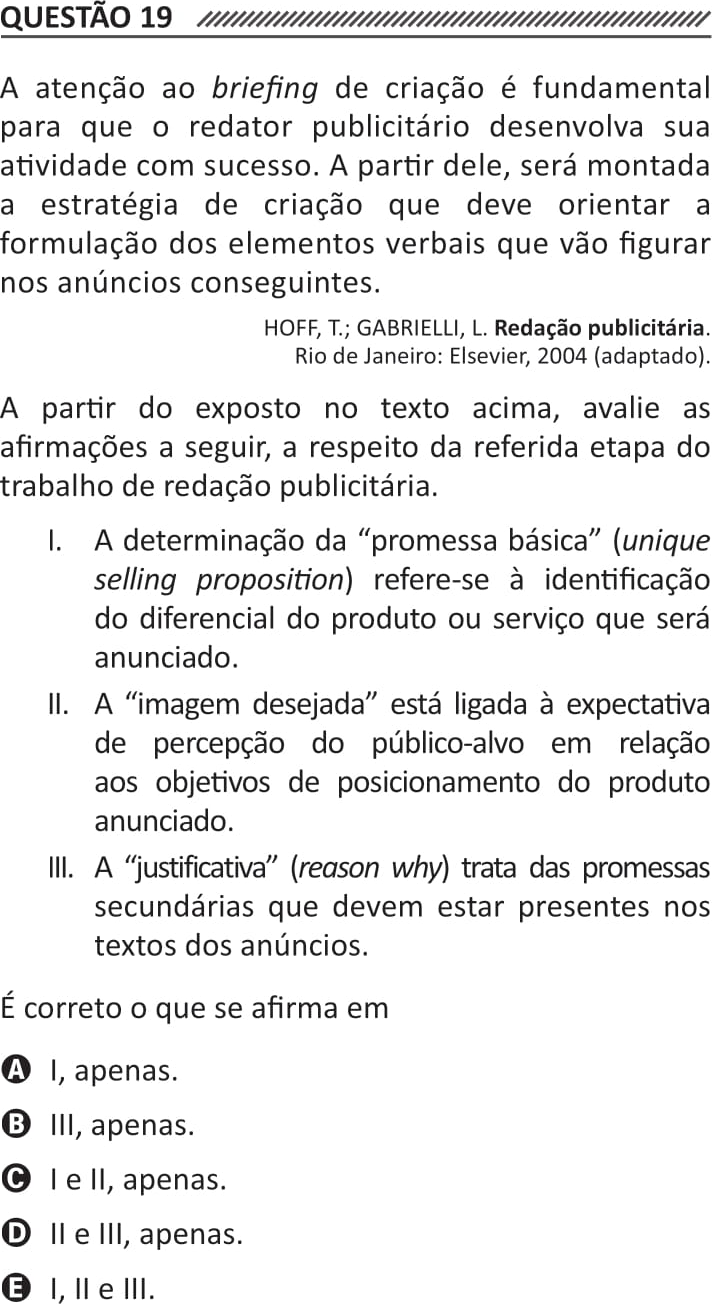 QUESTÃO 19
A atenção ao briefing de criação é fundamental
para que o redator publicitário desenvolva sua
atividade com sucesso. A partir dele, será montada
a estratégia de criação que deve orientar a
formulação dos elementos verbais que vão figurar
nos anúncios conseguintes.
HOFF, T.; GABRIELLI, L. Redação publicitária.
Rio de Janeiro: Elsevier, 2004 (adaptado).
A partir do exposto no texto acima, avalie as
afirmações a seguir, a respeito da referida etapa do
trabalho de redação publicitária.
I. A determinação da “promessa básica” (unique
selling proposition) refere-se à identificação
do diferencial do produto ou serviço que será
anunciado.
II. A “imagem desejada” está ligada à expectativa
de percepção do público-alvo em relação
aos objetivos de posicionamento do produto
anunciado.
III. A “justificativa” (reason why) trata das promessas
secundárias que devem estar presentes nos
textos dos anúncios.
É correto o que se afirma em
A I, apenas.
B III, apenas.
C I e II, apenas.
D II e III, apenas.
E I, II e III.